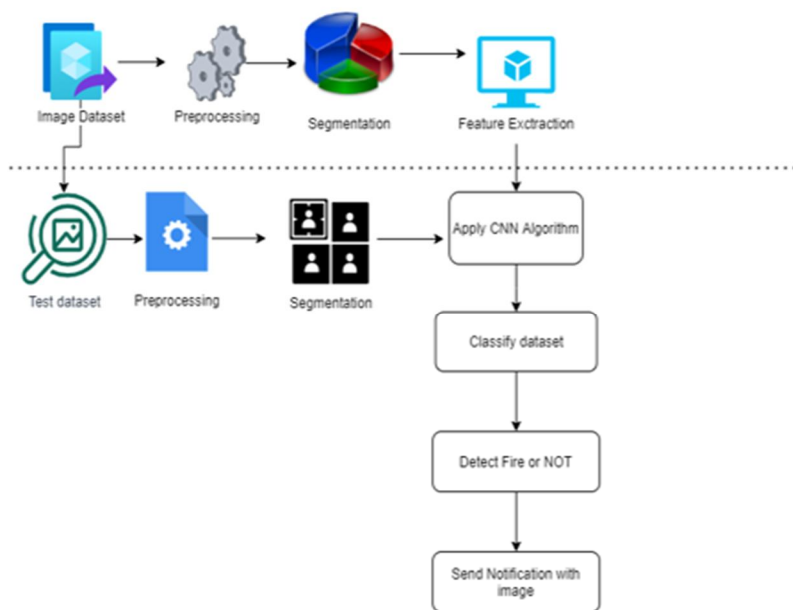 Image Dataset
Preprocessing
Segmentation
Feature Exctraction
Test dataset
Preprocessing
Segmentation
Apply CNN Algorithm
Classify dataset
Detect Fire or NOT
Send Notification with
image